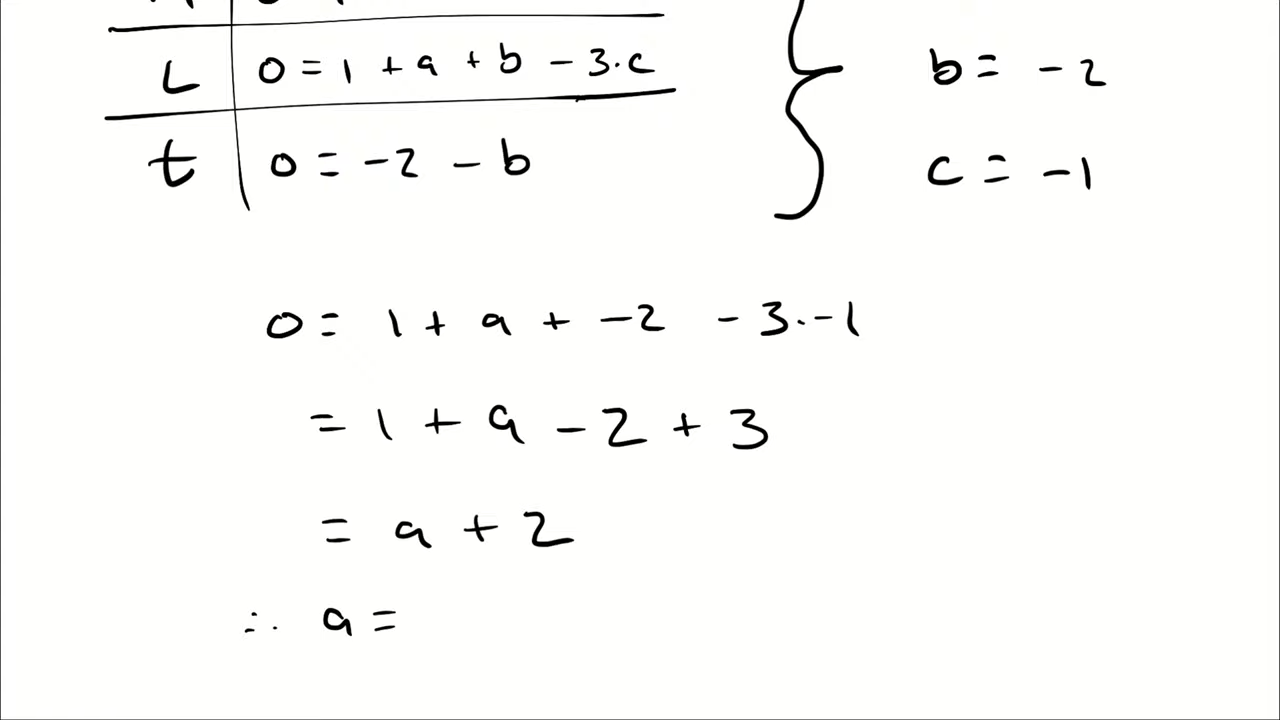 L 0 = 1 + a + b - 3·c
t 0 = -2 - b
b = -2
c = -1
0 = 1 + a + -2 - 3·-1
= 1 + a - 2 + 3
= a + 2
∴ a =